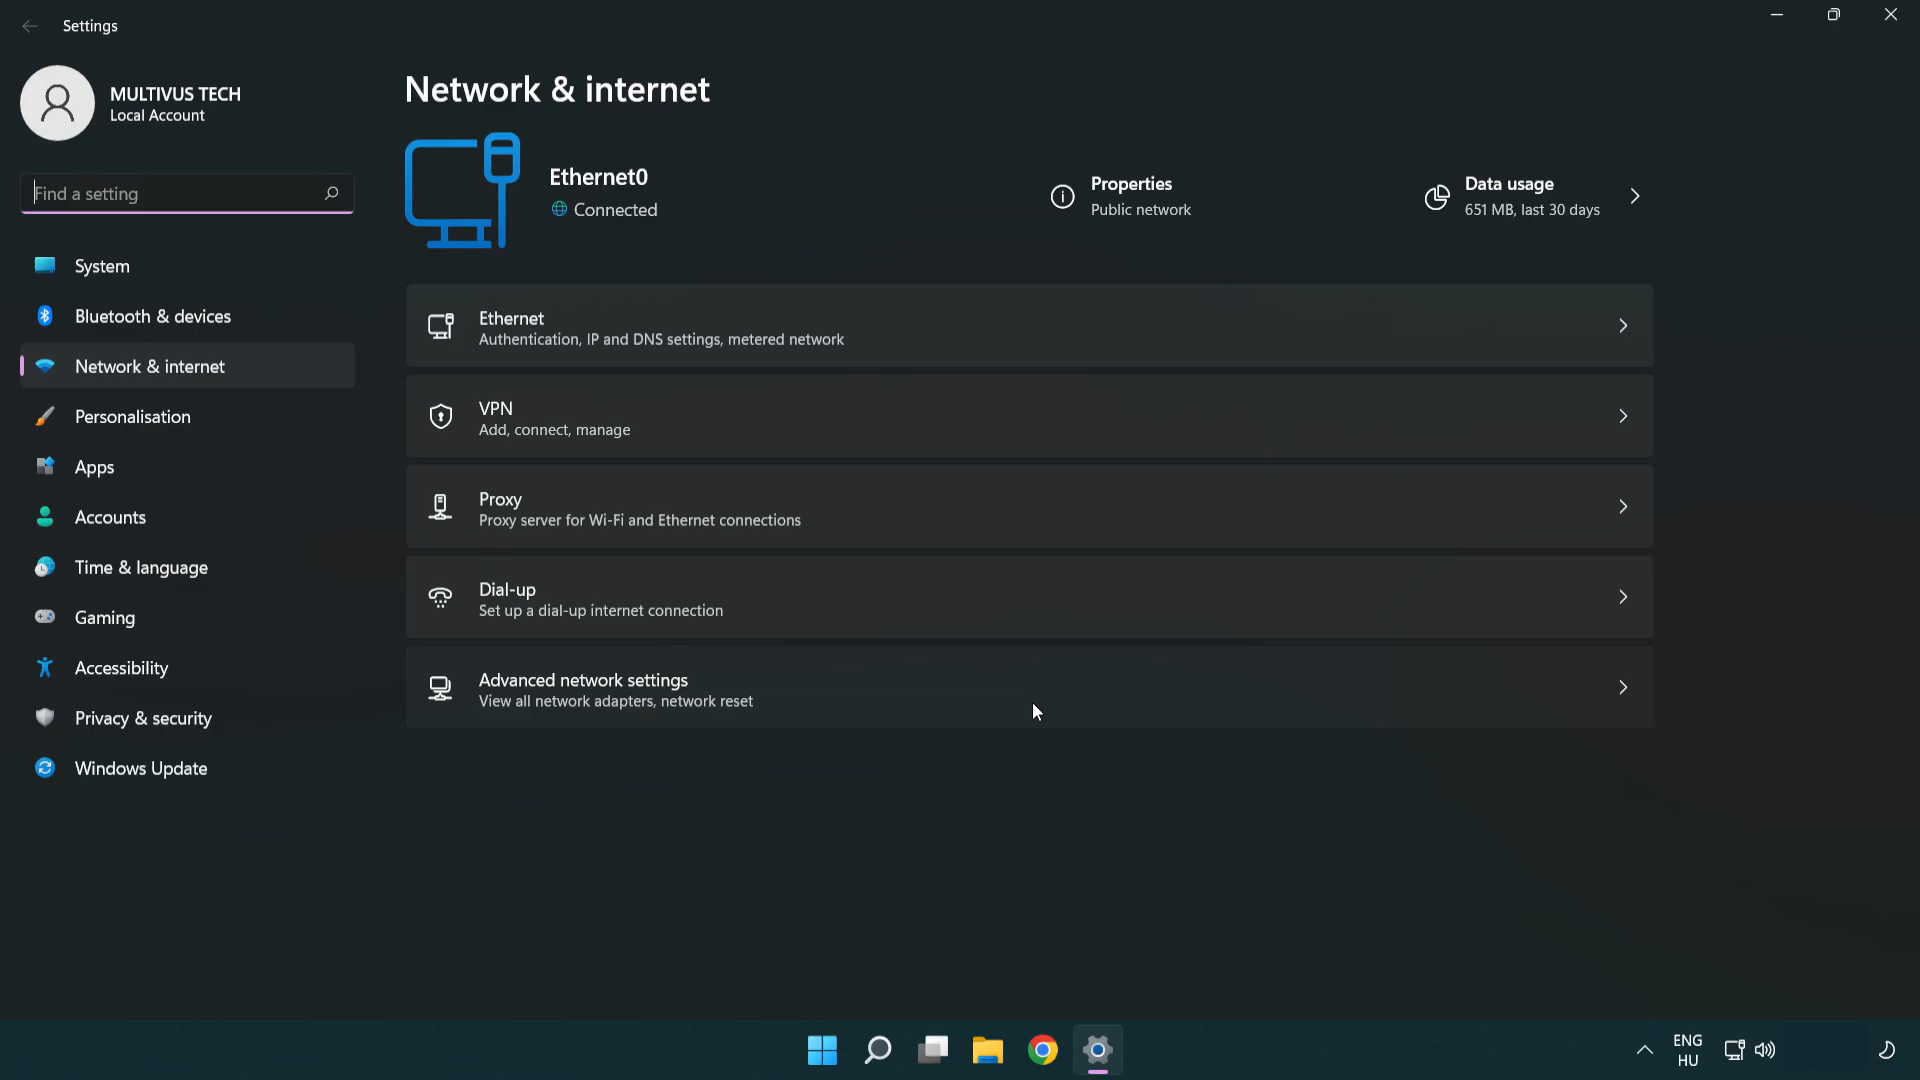 Settings
MULTIVUS TECH
Local Account
Find a setting
System
Bluetooth & devices
Network & internet
Personalisation
Apps
Accounts
Time & language
Gaming
Accessibility
Privacy & security
Windows Update
Network & internet
Ethernet0
Connected
Properties
Public network
Data usage
651 MB, last 30 days
Ethernet
Authentication, IP and DNS settings, metered network
VPN
Add, connect, manage
Proxy
Proxy server for Wi-Fi and Ethernet connections
Dial-up
Set up a dial-up internet connection
Advanced network settings
View all network adapters, network reset
ENG
HU